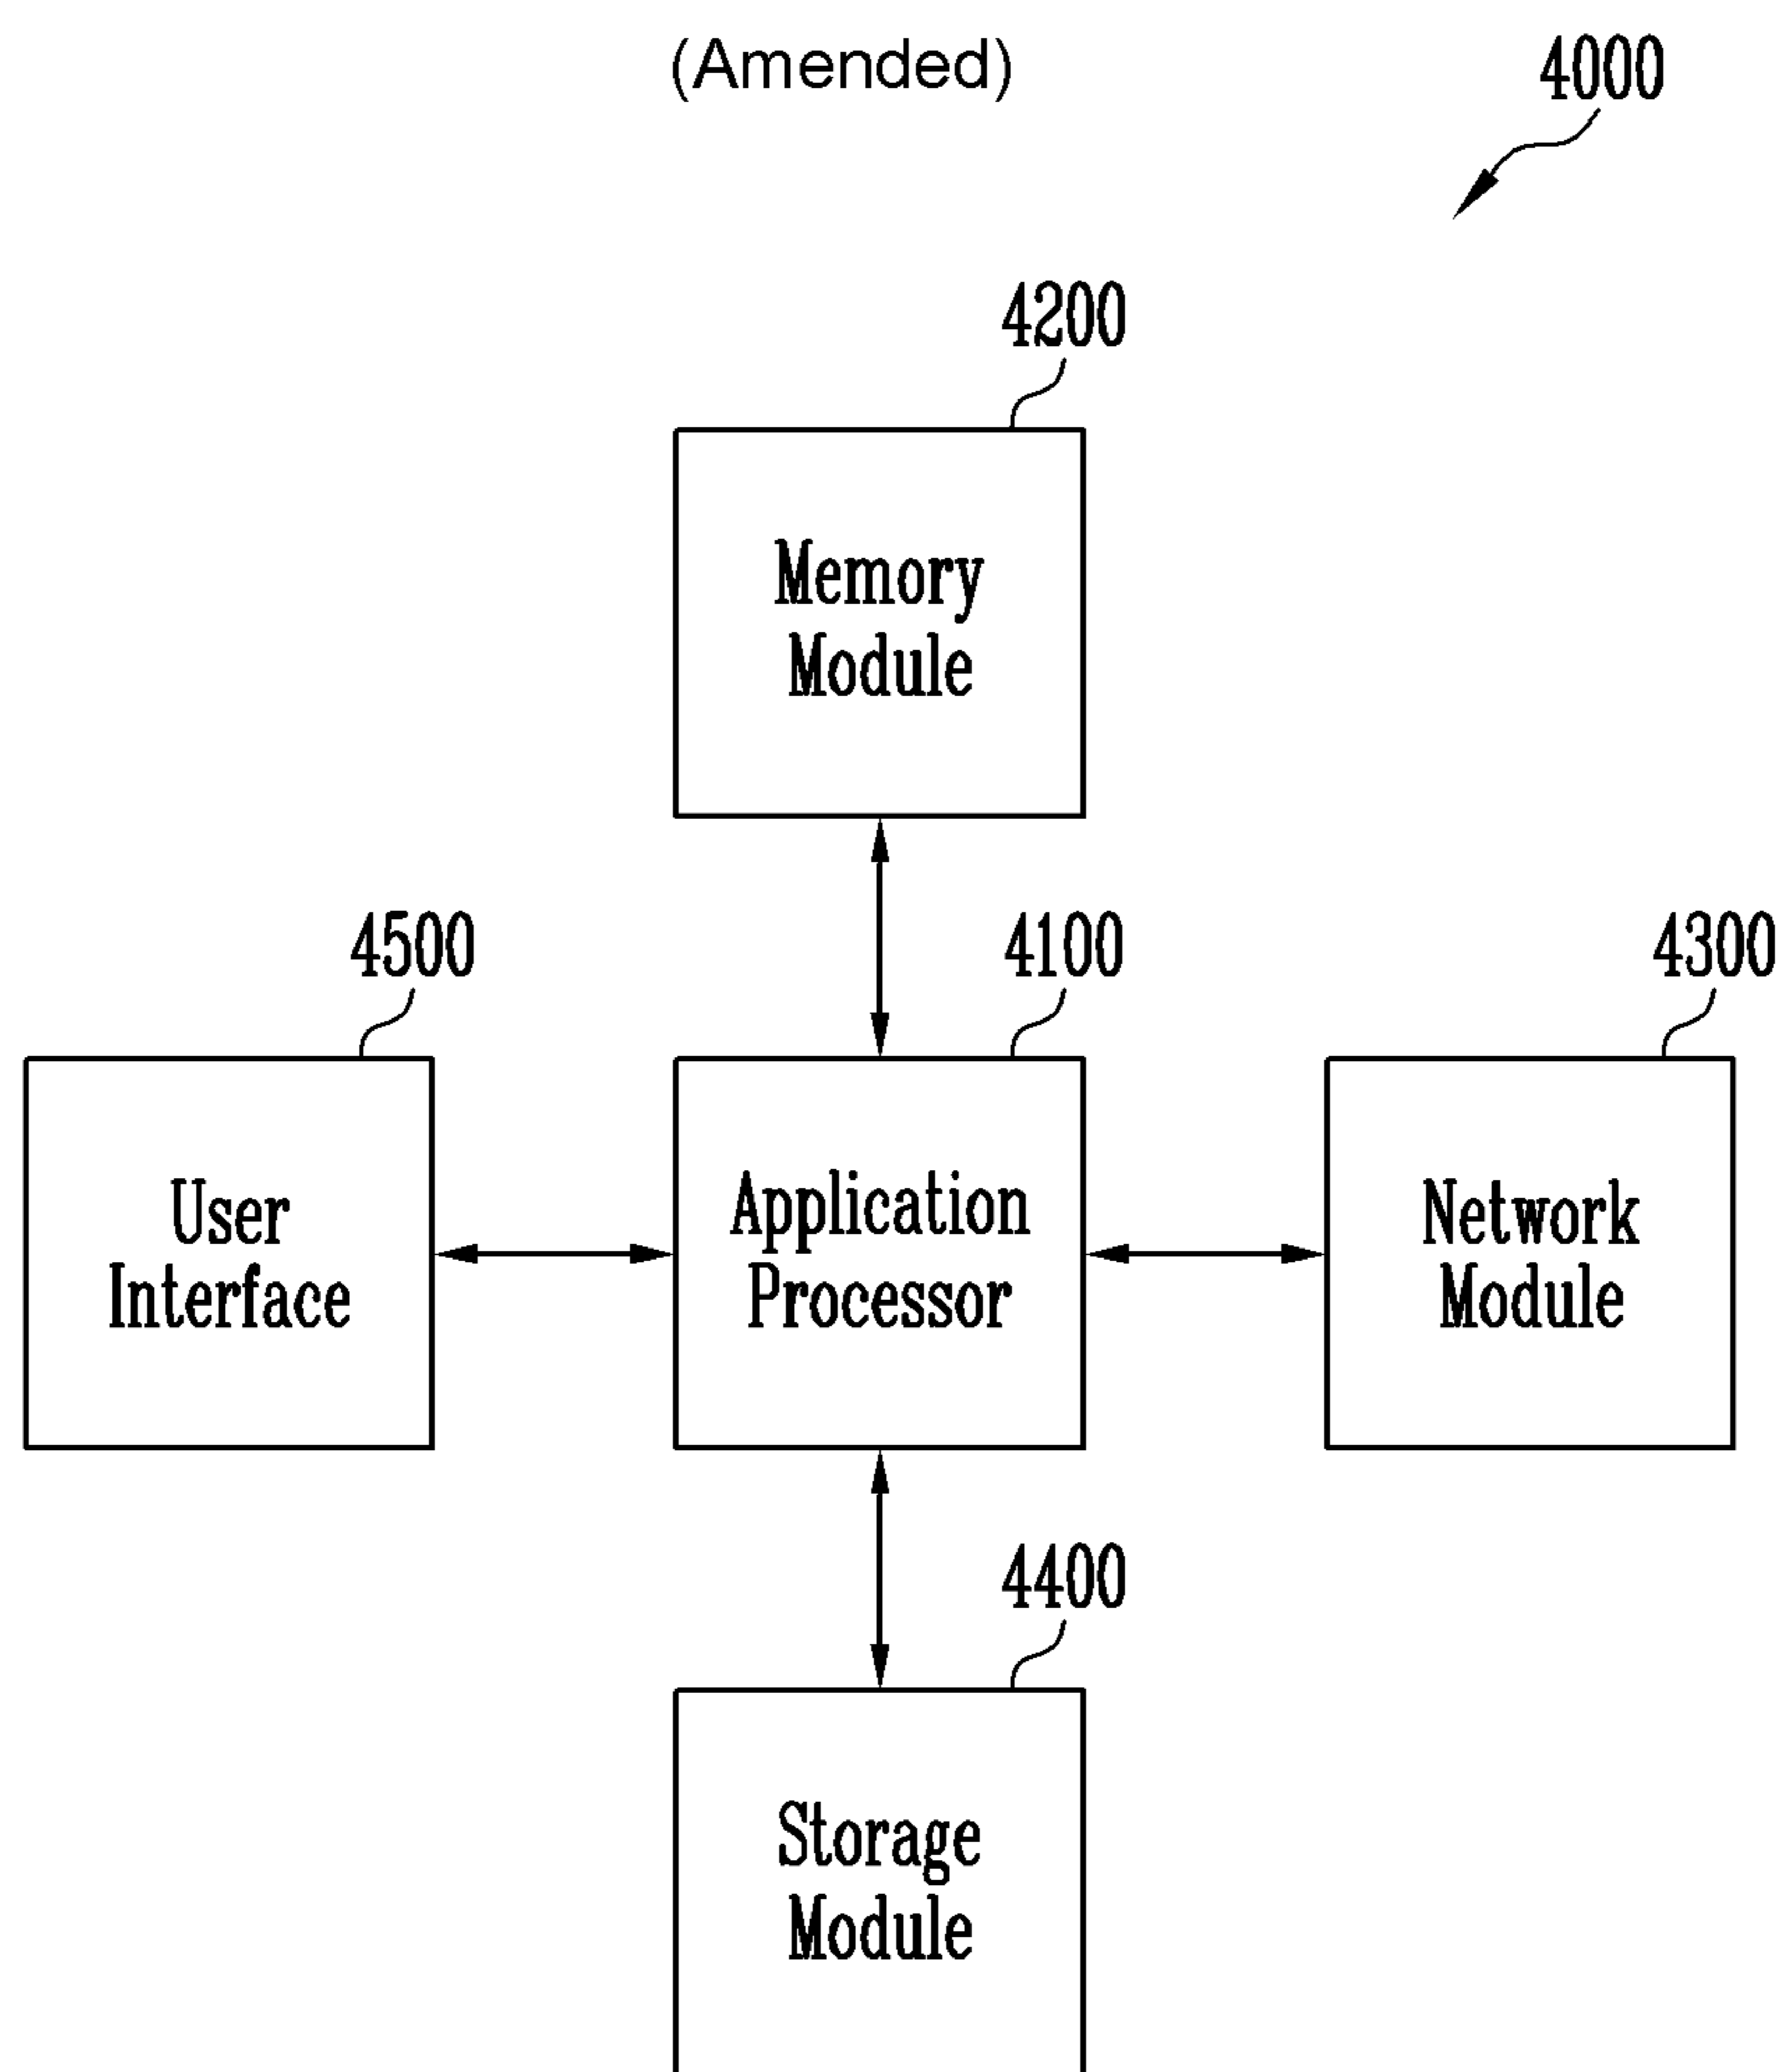 (Amended)
4000
4200
Memory
Module
4500
4100
4300
User
Interface
Application
Processor
Network
Module
4400
Storage
Module